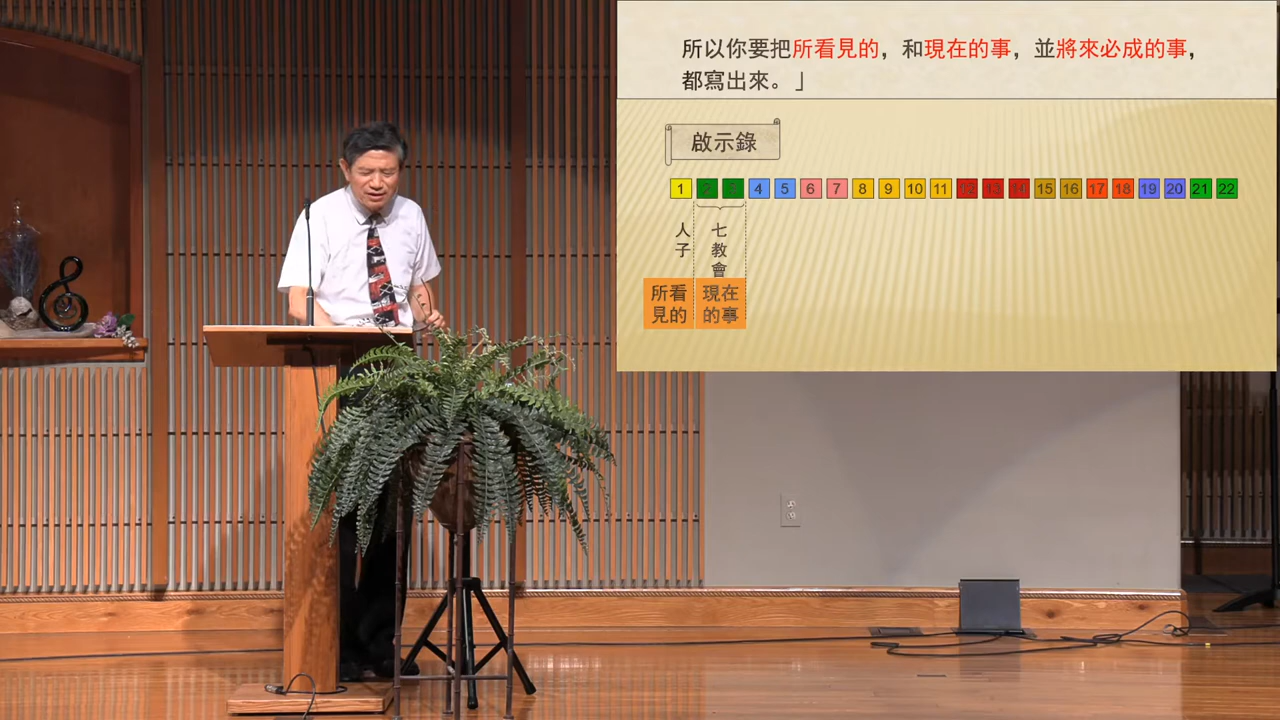 所以你要把所看見的，和現在的事，並將來必成的事，
都寫出來。」
啟示錄
1 2 3 4 5 6 7 8 9 10 11 12 13 14 15 16 17 18 19 20 21 22
人子
七教會
所看見的
現在的事